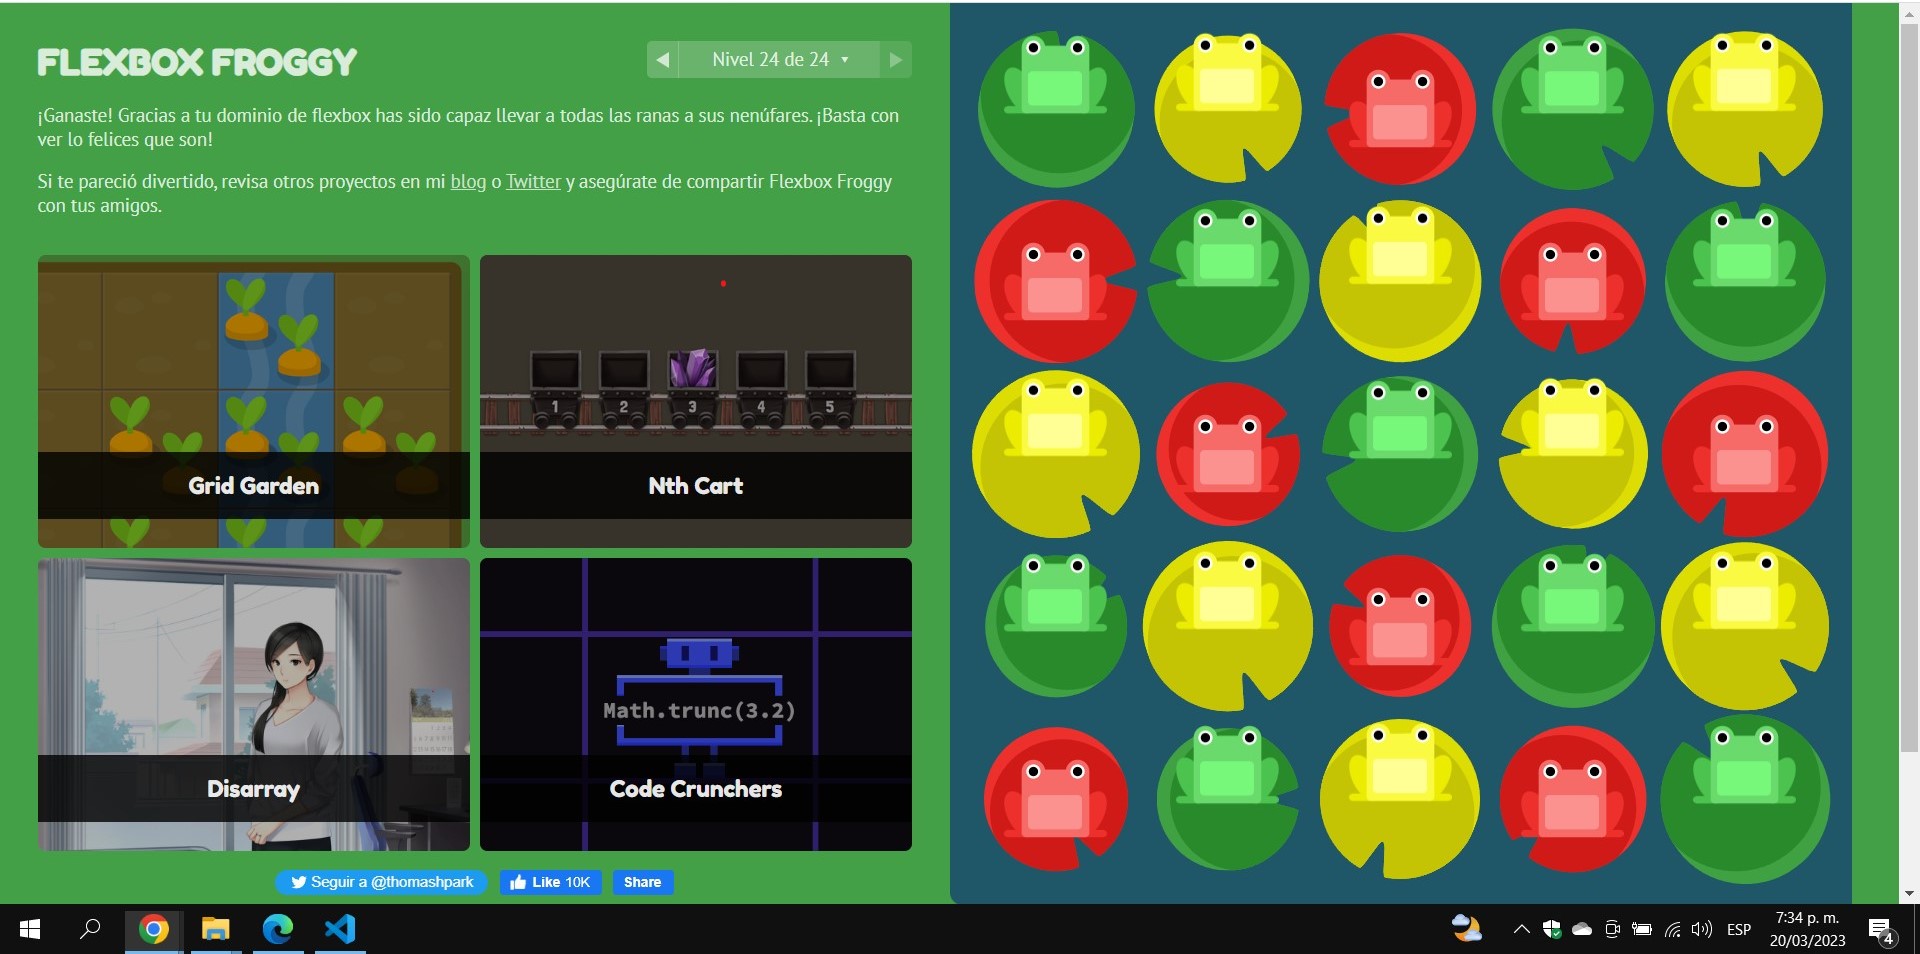 FLEXBOX FROGGY
Nivel 24 de 24
¡Ganaste! Gracias a tu dominio de flexbox has sido capaz llevar a todas las ranas a sus nenúfares. ¡Basta con
ver lo felices que son!
Si te pareció divertido, revisa otros proyectos en mi blog o Twitter y asegúrate de compartir Flexbox Froggy
con tus amigos.
1 2 3 4 5
Grid Garden
Nth Cart
Math.trunc(3.2)
Disarray
Code Crunchers
Seguir a @thomashpark
Like 10K
Share
ESP
7:34 p. m.
20/03/2023
4